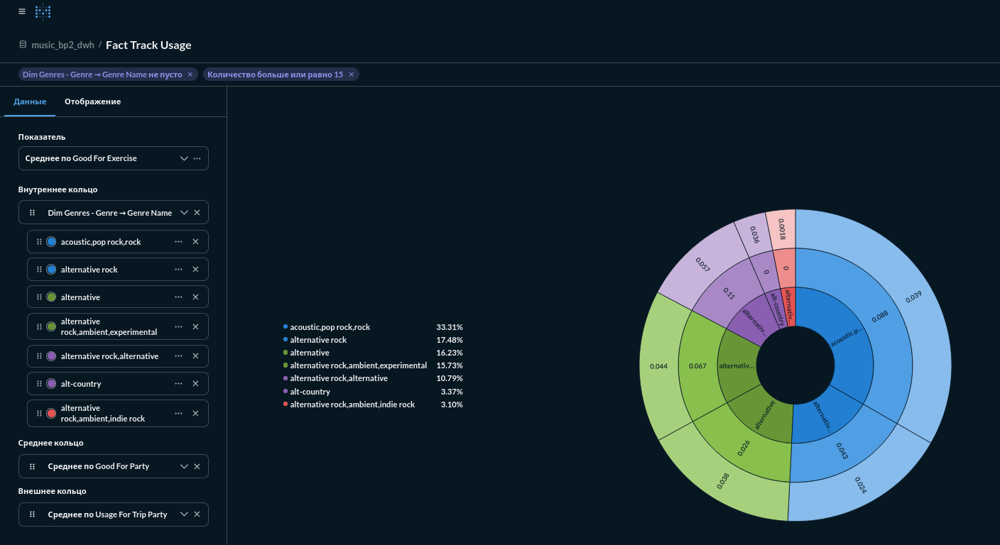 music_bp2_dwh / Fact Track Usage
Dim Genres - Genre → Genre Name не пусто ×
Количество больше или равно 15 ×
Данные
Отображение
Показатель
Среднее по Good For Exercise
Внутреннее кольцо
Dim Genres - Genre → Genre Name
acoustic,pop rock,rock
alternative rock
alternative
alternative
rock,ambient,experimental
alternative rock,alternative
alt-country
alternative
rock,ambient,indie rock
Среднее кольцо
Среднее по Good For Party
Внешнее кольцо
Среднее по Usage For Trip Party
acoustic,pop rock,rock 33.31%
alternative rock 17.48%
alternative 16.23%
alternative rock,ambient,experimental 15.73%
alternative rock,alternative 10.79%
alt-country 3.37%
alternative rock,ambient,indie rock 3.10%
acoustic,p...
0.088
0.039
alternativ...
0.043
0.024
alternative
0.026
0.038
alternativ...
0.067
0.044
alternativ...
0.11
0.057
alt-country
0
0.036
alternativ...
0
0.0018